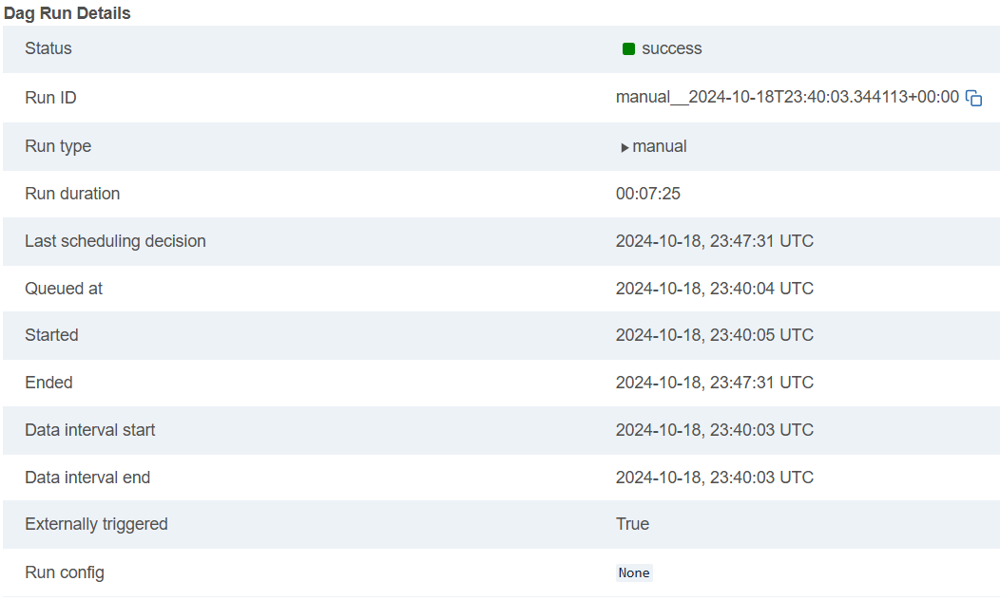 Dag Run Details
Status success
Run ID manual__2024-10-18T23:40:03.344113+00:00
Run type manual
Run duration 00:07:25
Last scheduling decision 2024-10-18, 23:47:31 UTC
Queued at 2024-10-18, 23:40:04 UTC
Started 2024-10-18, 23:40:05 UTC
Ended 2024-10-18, 23:47:31 UTC
Data interval start 2024-10-18, 23:40:03 UTC
Data interval end 2024-10-18, 23:40:03 UTC
Externally triggered True
Run config None